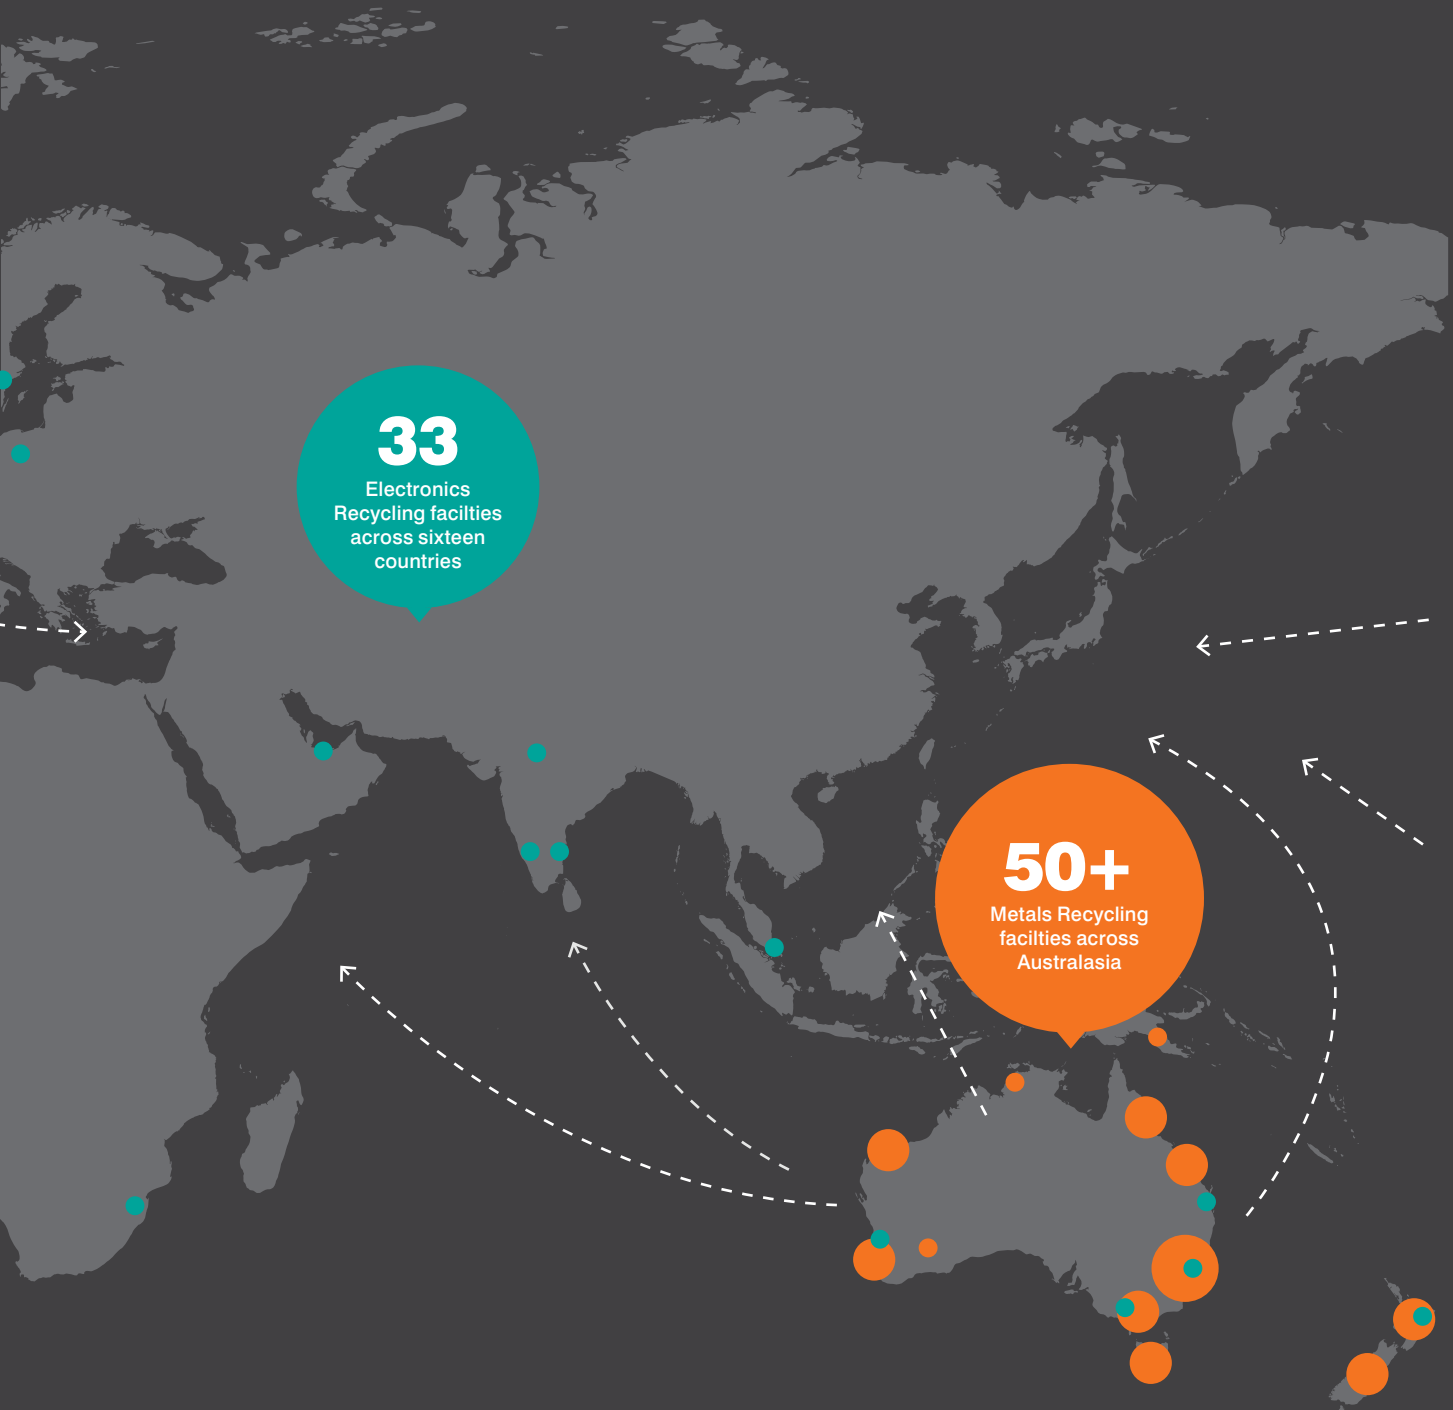 33
Electronics
Recycling facilties
across sixteen
countries
50+
Metals Recycling
facilties across
Australasia